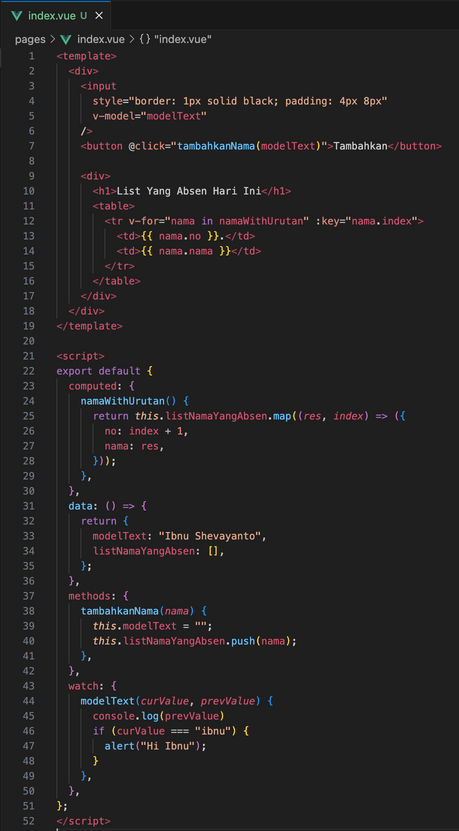 index.vue U ×
pages > index.vue > {} "index.vue"
1 <template>
2 <div>
3 <input
4 style="border: 1px solid black; padding: 4px 8px"
5 v-model="modelText"
6 />
7 <button @click="tambahkanNama(modelText)">Tambahkan</button>
8
9 <div>
10 <h1>List Yang Absen Hari Ini</h1>
11 <table>
12 <tr v-for="nama in namaWithUrutan" :key="nama.index">
13 <td>{{ nama.no }}.</td>
14 <td>{{ nama.nama }}</td>
15 </tr>
16 </table>
17 </div>
18 </div>
19 </template>
20
21 <script>
22 export default {
23 computed: {
24 namaWithUrutan() {
25 return this.listNamaYangAbsen.map((res, index) => ({
26 no: index + 1,
27 nama: res,
28 }));
29 },
30 },
31 data: () => {
32 return {
33 modelText: "Ibnu Shevayanto",
34 listNamaYangAbsen: [],
35 };
36 },
37 methods: {
38 tambahkanNama(nama) {
39 this.modelText = "";
40 this.listNamaYangAbsen.push(nama);
41 },
42 },
43 watch: {
44 modelText(curValue, prevValue) {
45 console.log(prevValue)
46 if (curValue === "ibnu") {
47 alert("Hi Ibnu");
48 }
49 },
50 },
51 };
52 </script>